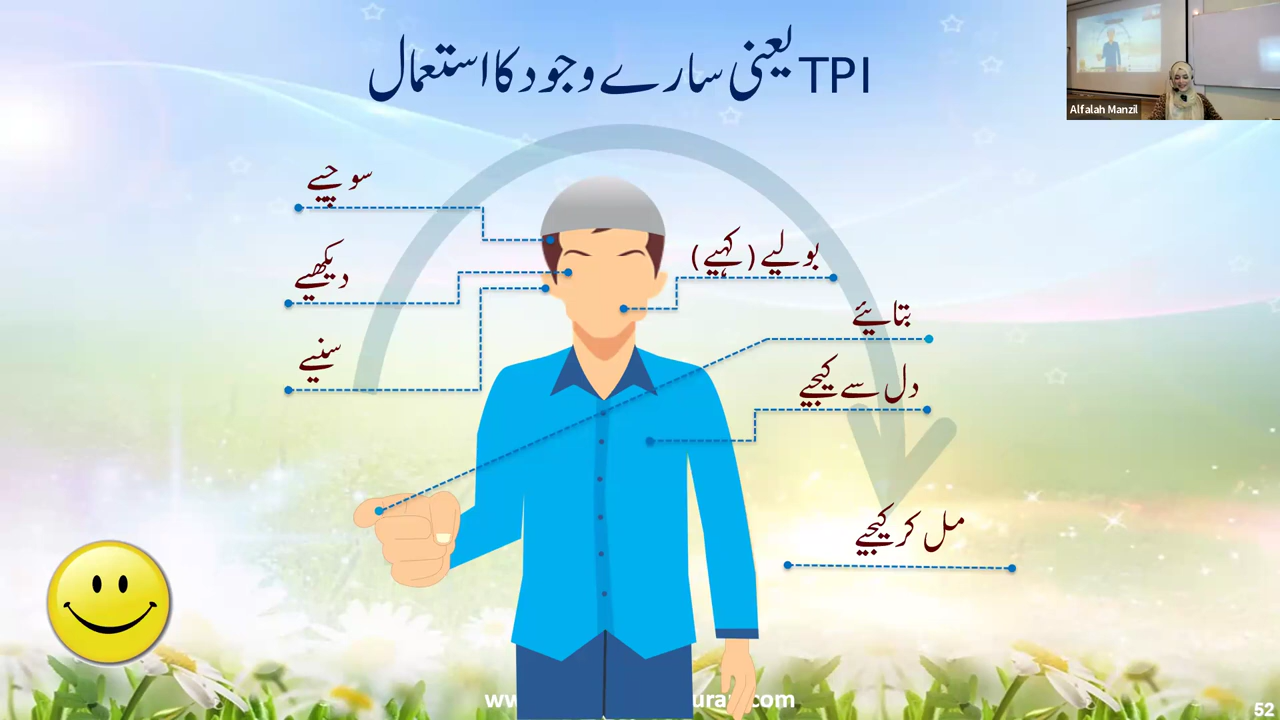 TPI یعنی سارے وجود کا استعمال
Alfalah Manzil
سوچیے
دیکھیے
سنیے
بولیے (کہیے)
بتایئے
دل سے کیجیے
مل کر کیجیے
52